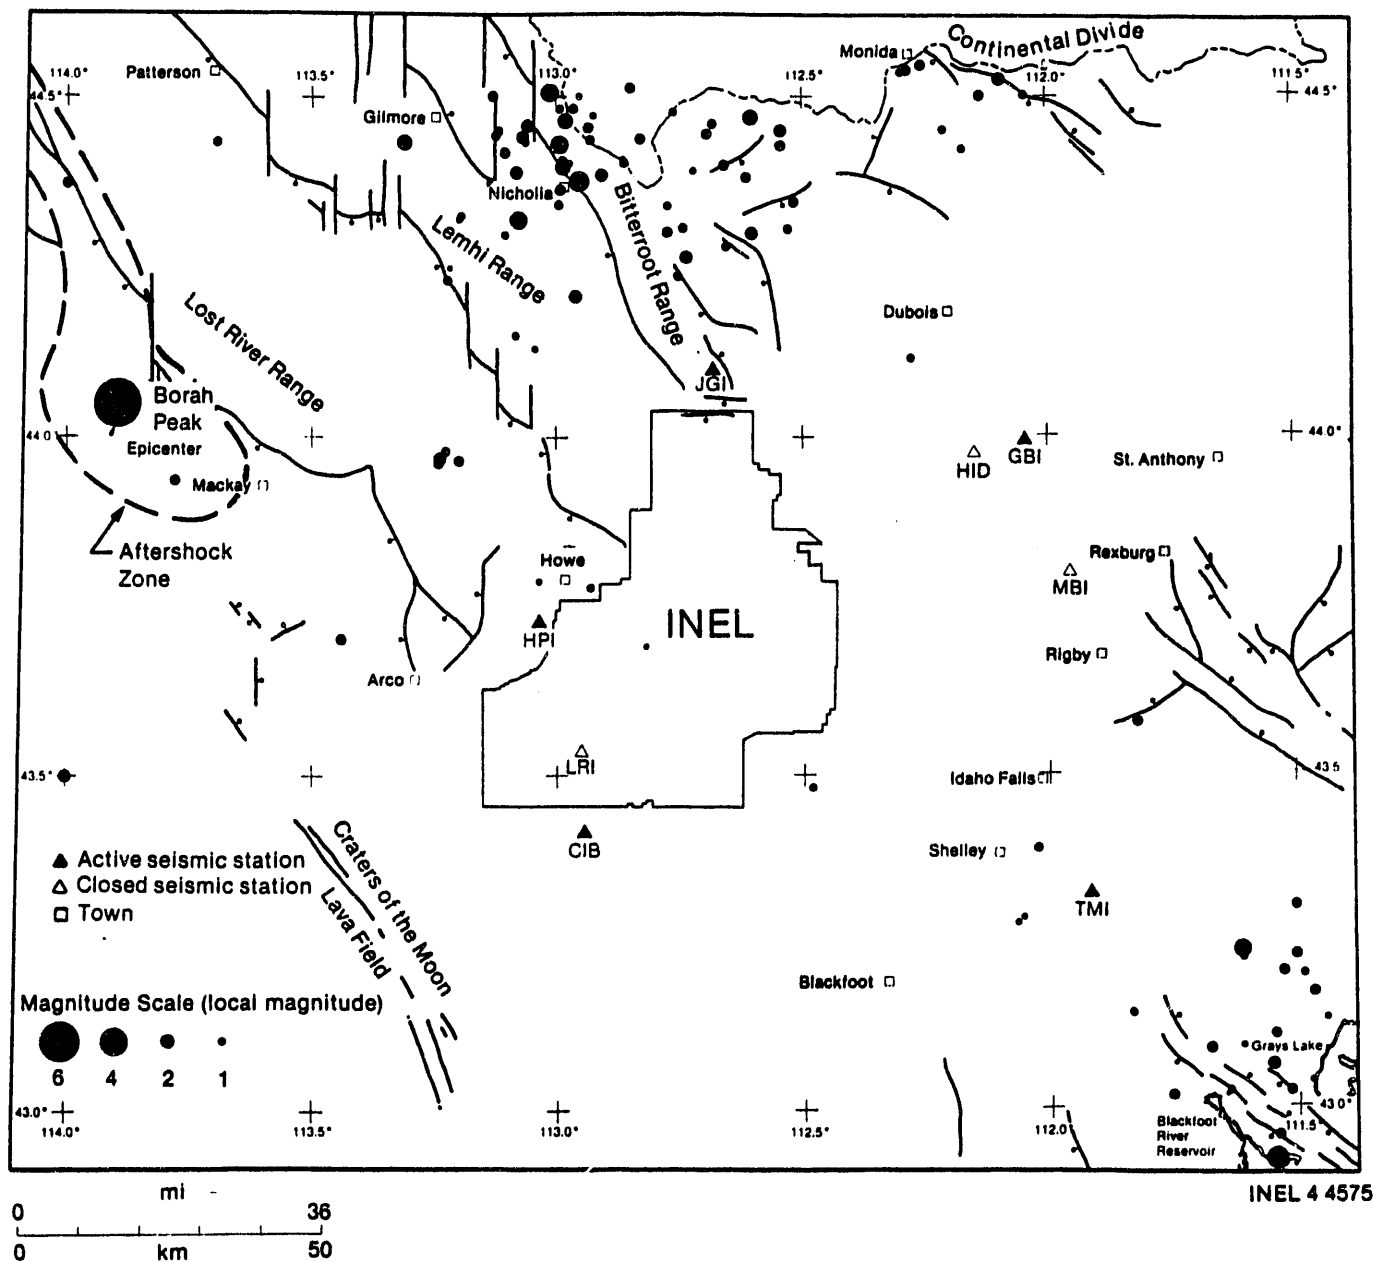 Continental Divide
Monida
114.0°
113.5°
113.0°
112.5°
112.0°
111.5°
Patterson
44.5°
44.5°
Gilmore
Nicholia
Bitterroot Range
Lemhi Range
Lost River Range
Dubois
JGI
Borah
Peak
Epicenter
44.0°
44.0°
HID
GBI
St. Anthony
Mackay
Aftershock
Zone
Howe
Rexburg
MBI
INEL
HPI
Rigby
Arco
LRI
43.5°
43.5
Idaho Falls
CIB
Shelley
Craters of the Moon
Lava Field
Active seismic station
Closed seismic station
Town
TMI
Blackfoot
Magnitude Scale (local magnitude)
6 4 2 1
Grays Lake
43.0°
43.0°
114.0°
113.5°
113.0°
112.5°
112.0
111.5°
Blackfoot
River
Reservoir
INEL 4 4575
mi
0 36
0 km 50